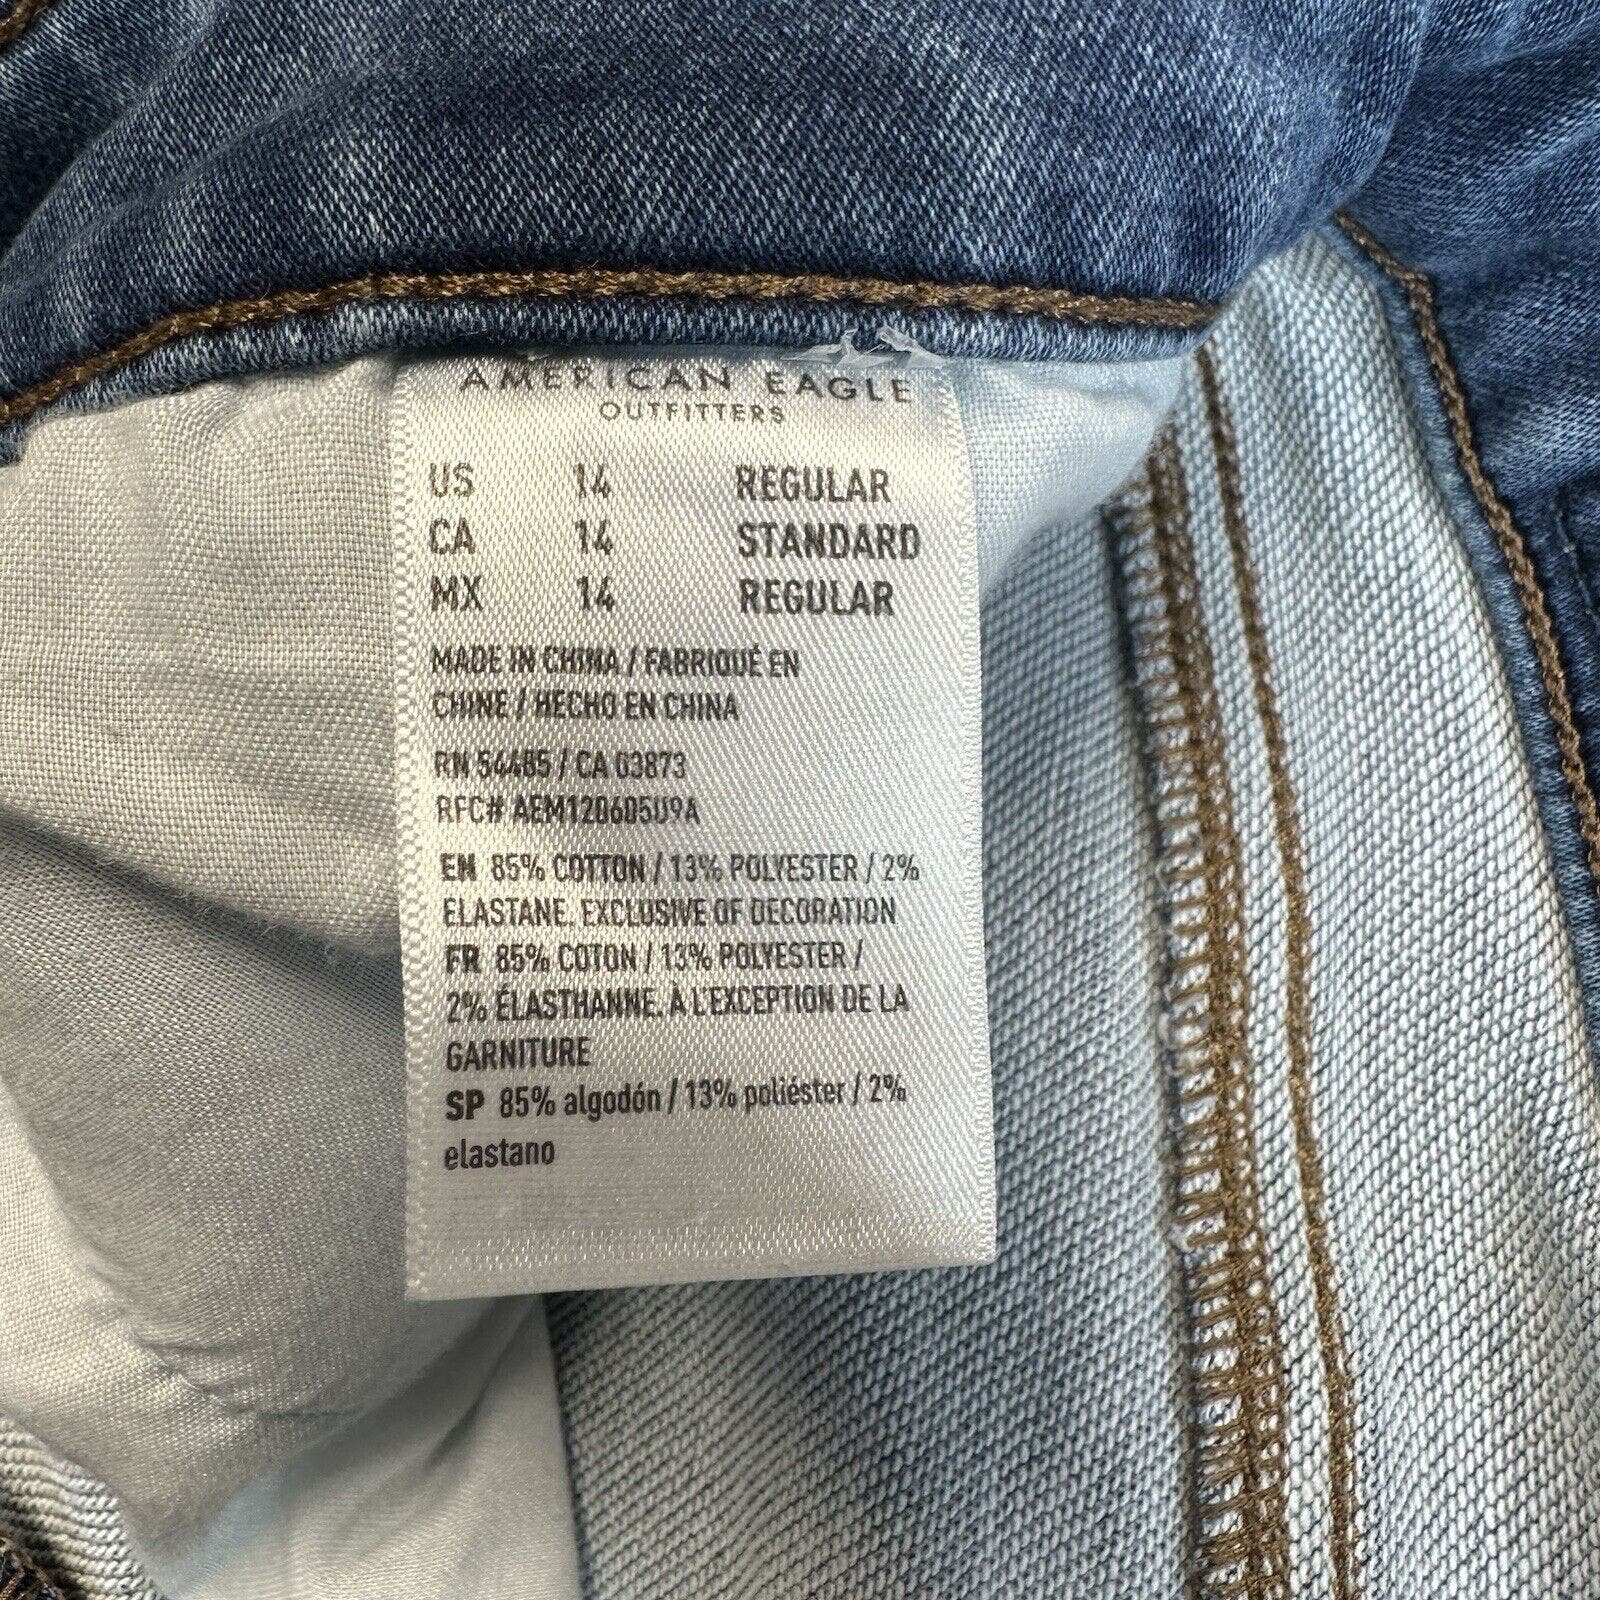 AMERICAN EAGLE
OUTFITTERS
US 14 REGULAR
CA 14 STANDARD
MX 14 REGULAR
MADE IN CHINA / FABRIQUÉ EN
CHINE / HECHO EN CHINA
RN 54485 / CA 03873
RFC# AEM120605U9A
EN 85% COTTON / 13% POLYESTER / 2%
ELASTANE. EXCLUSIVE OF DECORATION
FR 85% COTON / 13% POLYESTER /
2% ÉLASTHANNE. À L'EXCEPTION DE LA
GARNITURE
SP 85% algodón / 13% poliéster / 2%
elastano